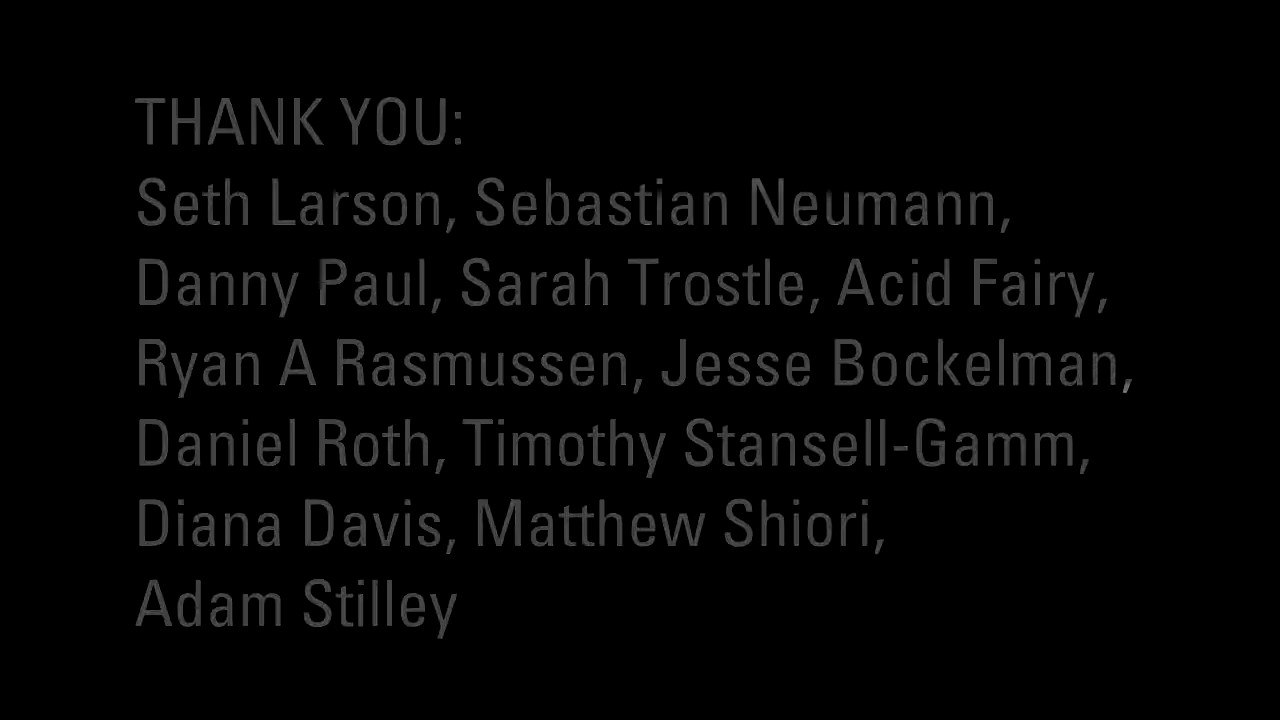 THANK YOU:
Seth Larson, Sebastian Neumann,
Danny Paul, Sarah Trostle, Acid Fairy,
Ryan A Rasmussen, Jesse Bockelman,
Daniel Roth, Timothy Stansell-Gamm,
Diana Davis, Matthew Shiori,
Adam Stilley